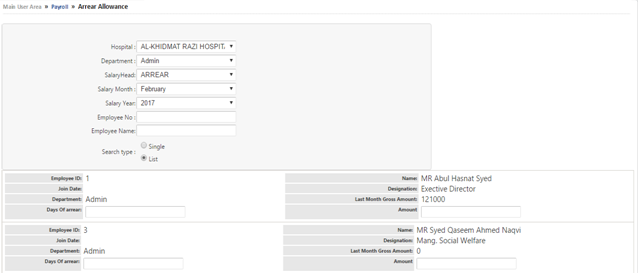 Main User Area » Payroll » Arrear Allowance
Hospital : AL-KHIDMAT RAZI HOSPIT
Department : Admin
SalaryHead: ARREAR
Salary Month : February
Salary Year: 2017
Employee No :
Employee Name:
Search type : Single
List
Employee ID: 1 Name: MR Abul Hasnat Syed
Join Date: Designation: Exective Director
Department: Admin Last Month Gross Amount: 121000
Days Of arrear: Amount
Employee ID: 3 Name: MR Syed Qaseem Ahmed Naqvi
Join Date: Designation: Mang. Social Welfare
Department: Admin Last Month Gross Amount: 0
Days Of arrear: Amount